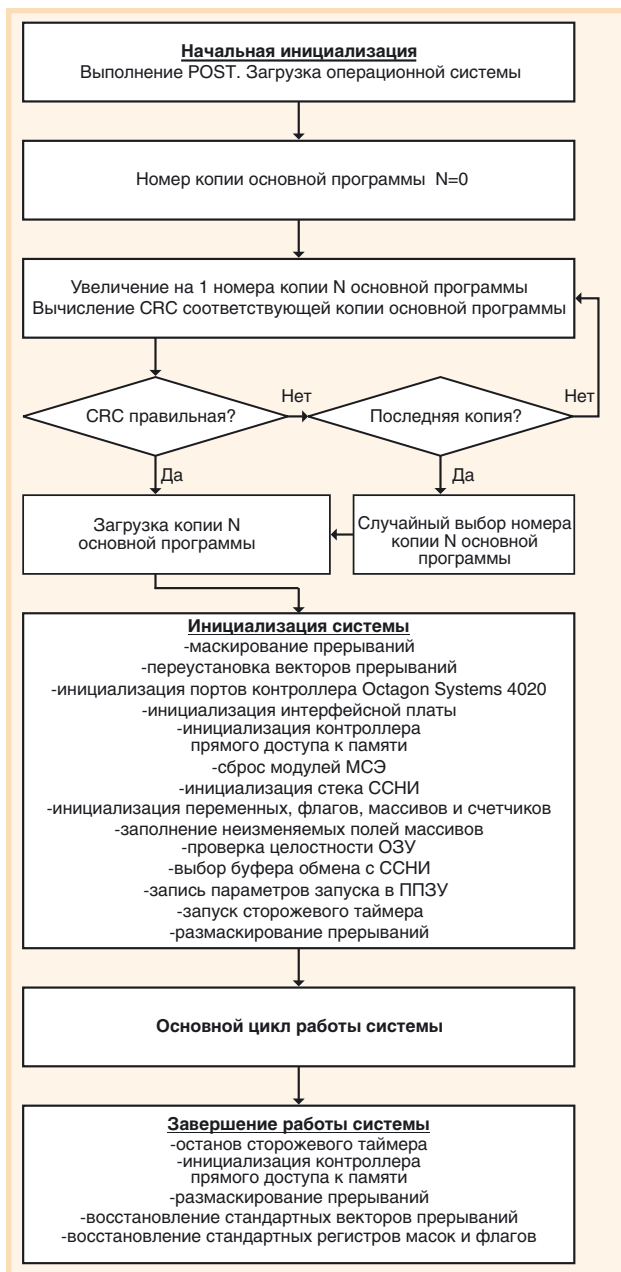 Начальная инициализация
Выполнение POST. Загрузка операционной системы
Номер копии основной программы N=0
Увеличение на 1 номера копии N основной программы
Вычисление CRC соответствующей копии основной программы
CRC правильная?
Нет
Последняя копия?
Нет
Да
Да
Загрузка копии N
основной программы
Случайный выбор номера
копии N основной
программы
Инициализация системы
-маскирование прерываний
-переустановка векторов прерываний
-инициализация портов контроллера Octagon Systems 4020
-инициализация интерфейсной платы
-инициализация контроллера
прямого доступа к памяти
-сброс модулей МСЭ
-инициализация стека ССНИ
-инициализация переменных, флагов, массивов и счетчиков
-заполнение неизменяемых полей массивов
-проверка целостности ОЗУ
-выбор буфера обмена с ССНИ
-запись параметров запуска в ППЗУ
-запуск сторожевого таймера
-размаскирование прерываний
Основной цикл работы системы
Завершение работы системы
-останов сторожевого таймера
-инициализация контроллера
прямого доступа к памяти
-размаскирование прерываний
-восстановление стандартных векторов прерываний
-восстановление стандартных регистров масок и флагов